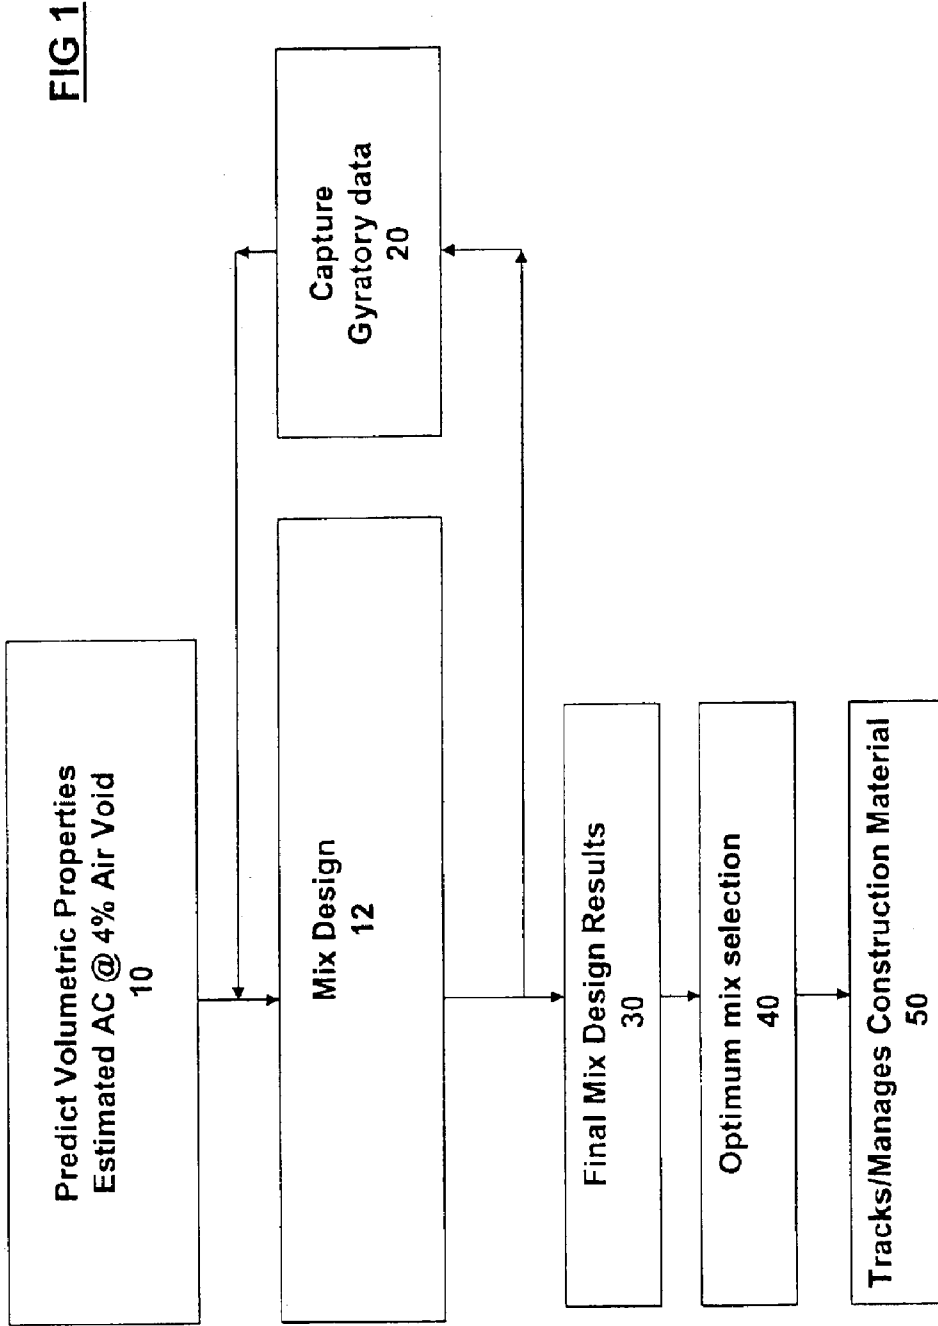 FIG 1
Predict Volumetric Properties
Estimated AC @ 4% Air Void
10
Mix Design
12
Capture
Gyratory data
20
Final Mix Design Results
30
Optimum mix selection
40
Tracks/Manages Construction Material
50